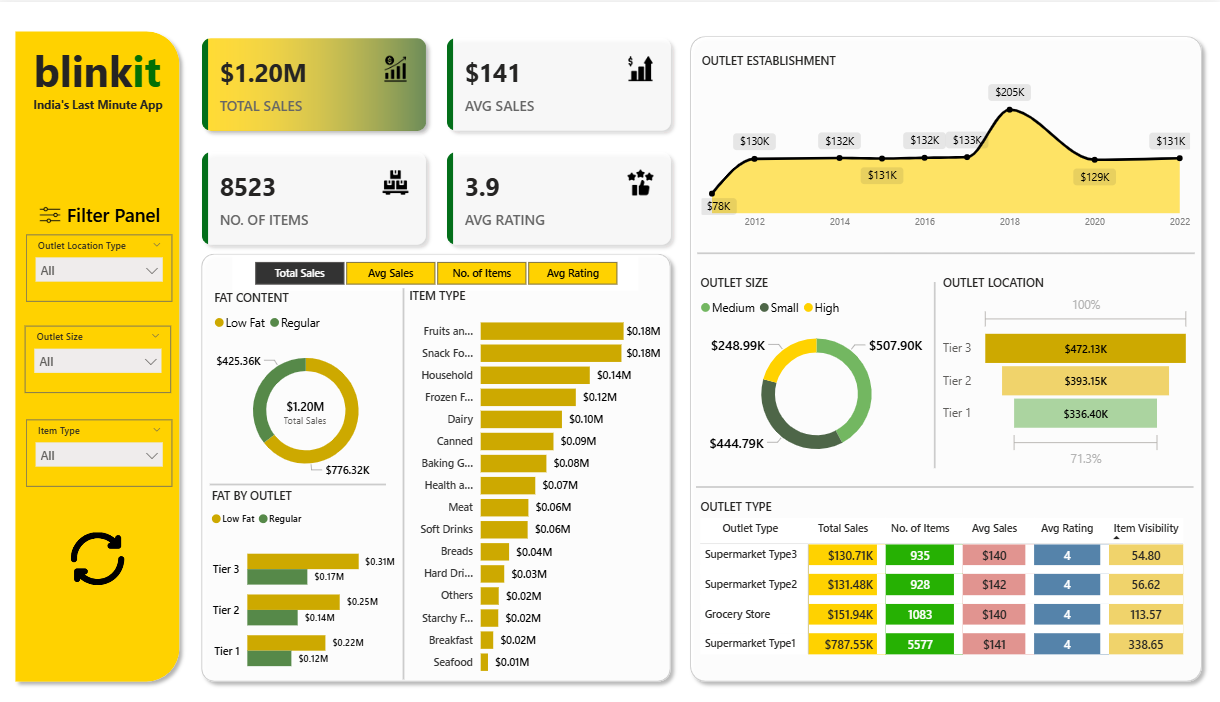 blinkit
India's Last Minute App
Filter Panel
Outlet Location Type
All
Outlet Size
All
Item Type
All
$1.20M
TOTAL SALES
$141
AVG SALES
8523
NO. OF ITEMS
3.9
AVG RATING
Total Sales
Avg Sales
No. of Items
Avg Rating
FAT CONTENT
Low Fat Regular
$425.36K
$1.20M
Total Sales
$776.32K
FAT BY OUTLET
Low Fat Regular
Tier 3 $0.31M
$0.17M
Tier 2 $0.25M
$0.14M
Tier 1 $0.22M
$0.12M
ITEM TYPE
Fruits an... $0.18M
Snack Fo... $0.18M
Household $0.14M
Frozen F... $0.12M
Dairy $0.10M
Canned $0.09M
Baking G... $0.08M
Health a... $0.07M
Meat $0.06M
Soft Drinks $0.06M
Breads $0.04M
Hard Dri... $0.03M
Others $0.02M
Starchy F... $0.02M
Breakfast $0.02M
Seafood $0.01M
OUTLET ESTABLISHMENT
$205K
$130K $132K $132K $133K $131K
$131K $129K
$78K
2012 2014 2016 2018 2020 2022
OUTLET SIZE
Medium Small High
$248.99K $507.90K
$444.79K
OUTLET LOCATION
100%
Tier 3 $472.13K
Tier 2 $393.15K
Tier 1 $336.40K
71.3%
OUTLET TYPE
Outlet Type Total Sales No. of Items Avg Sales Avg Rating Item Visibility
Supermarket Type3 $130.71K 935 $140 4 54.80
Supermarket Type2 $131.48K 928 $142 4 56.62
Grocery Store $151.94K 1083 $140 4 113.57
Supermarket Type1 $787.55K 5577 $141 4 338.65